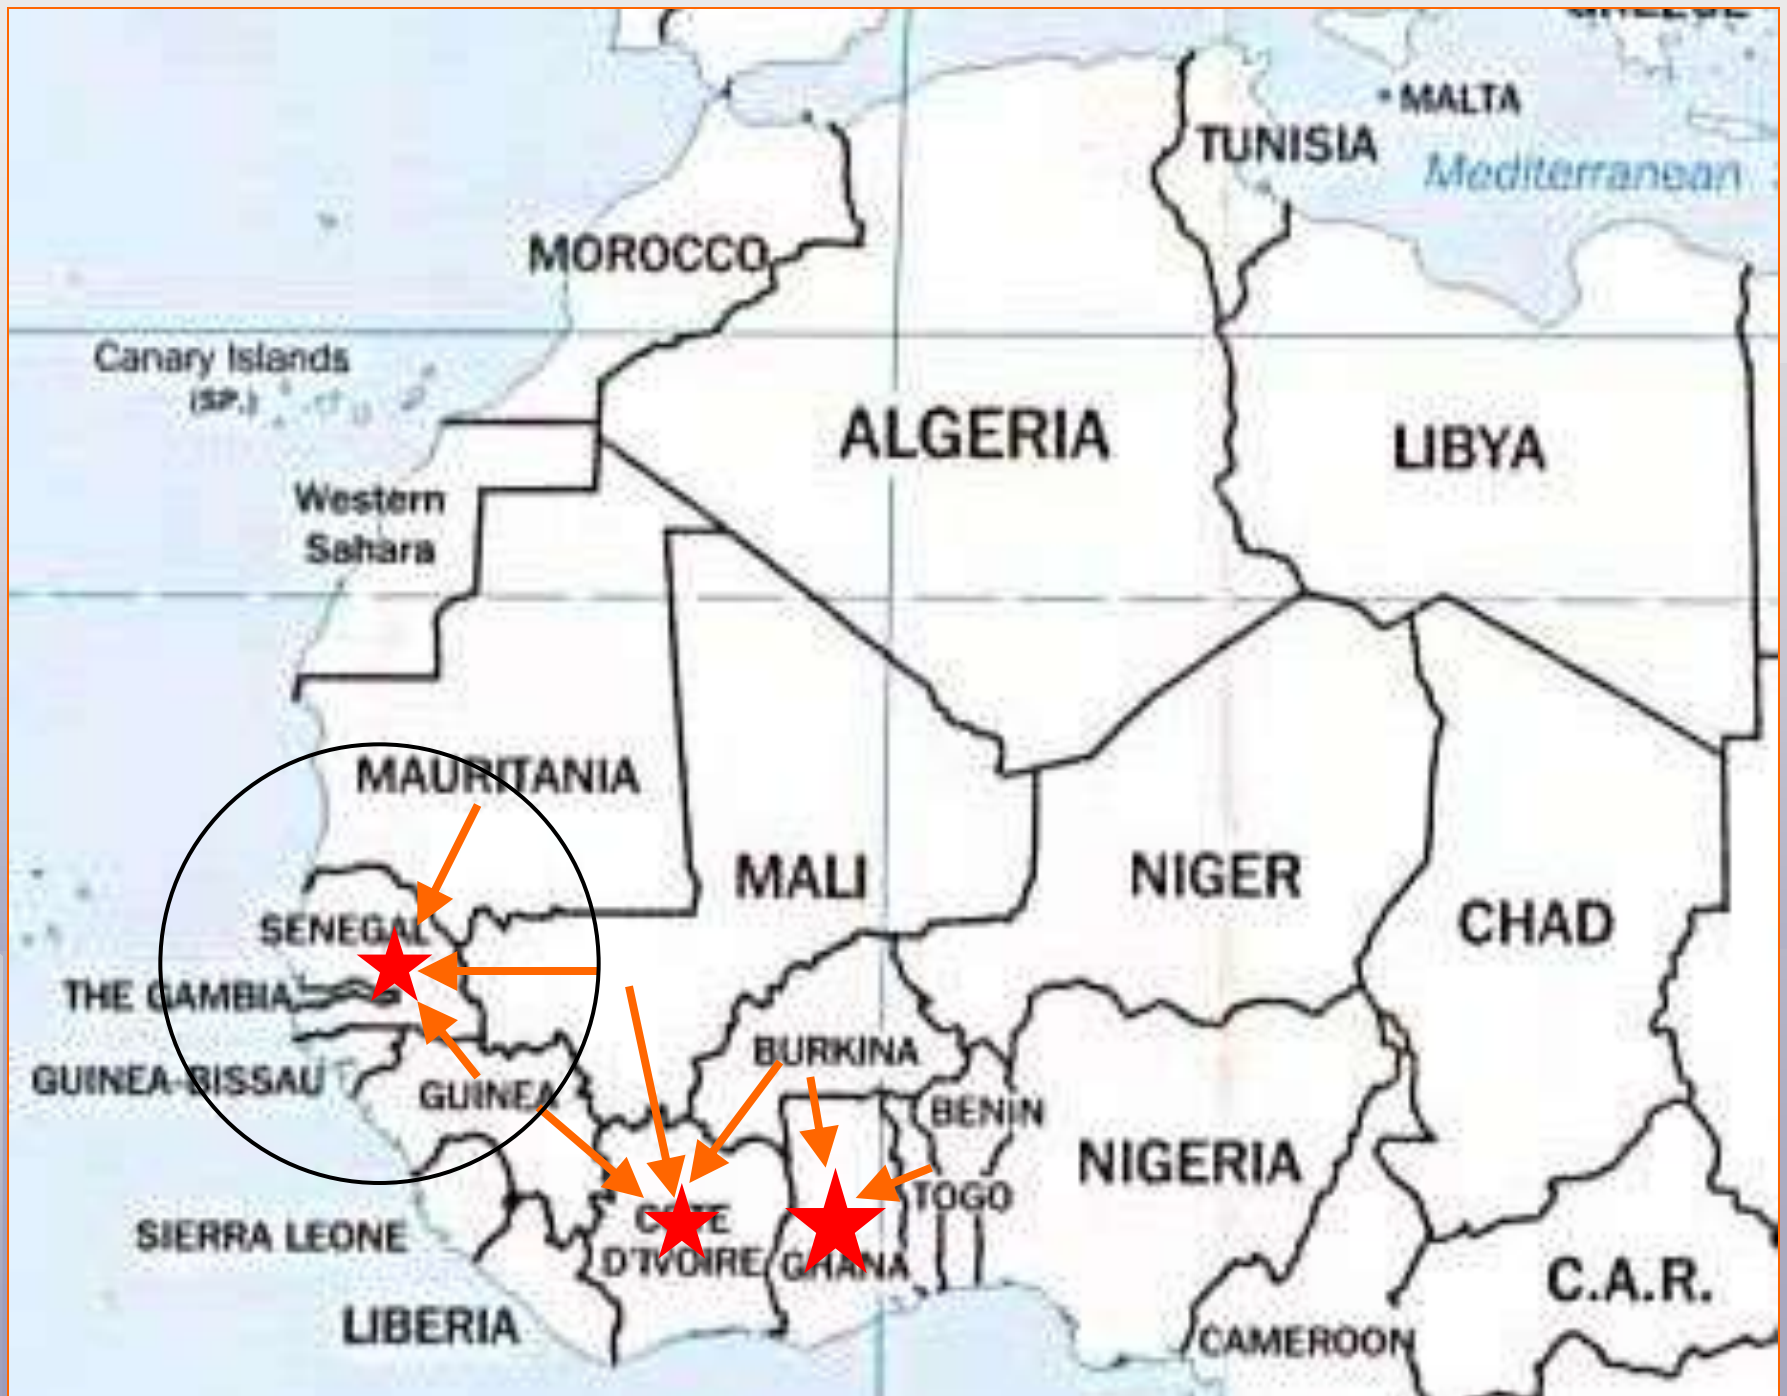 MALTA
TUNISIA
Mediterranean
MOROCCO
Canary Islands
(SP.)
ALGERIA
LIBYA
Western
Sahara
MAURITANIA
MALI
NIGER
CHAD
SENEGAL
THE GAMBIA
BURKINA
GUINEA-BISSAU
GUINEA
BENIN
NIGERIA
TOGO
COTE
D'IVOIRE
GHANA
SIERRA LEONE
C.A.R.
LIBERIA
CAMEROON